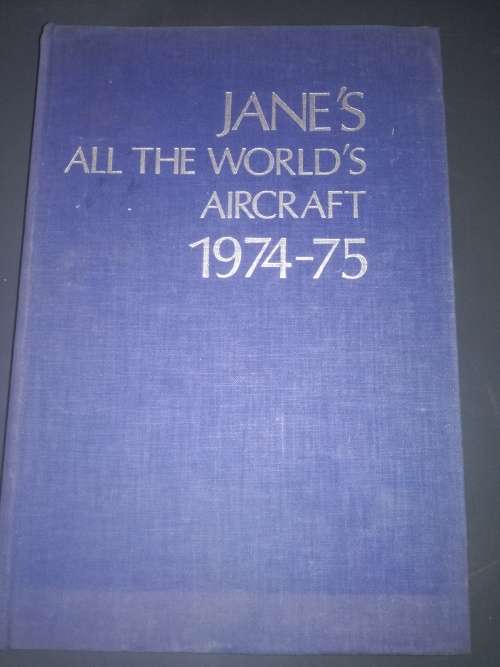 JANE'S
ALL THE WORLD'S
AIRCRAFT
1974-75